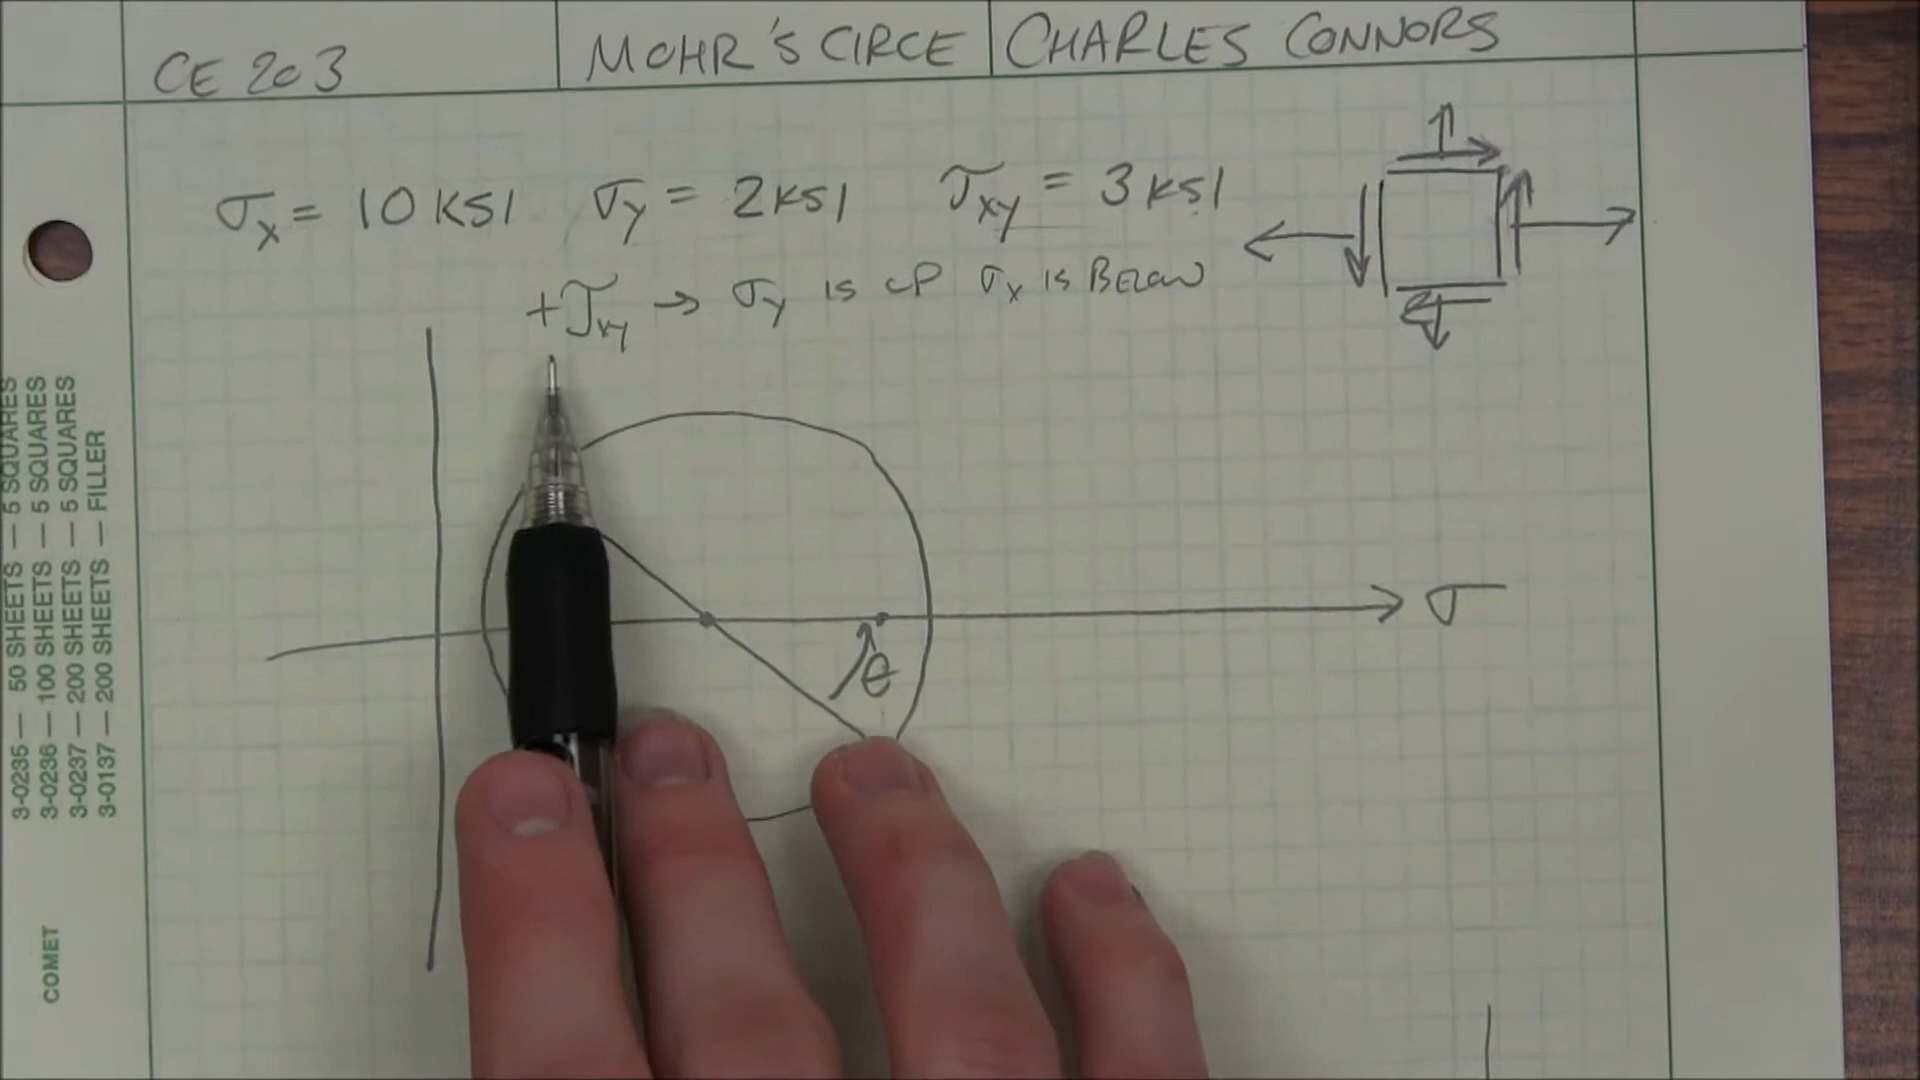 CE 203
MOHR'S CIRCE
CHARLES CONNORS
σx = 10 KSI σy = 2 KSI τxy = 3 KSI
+τxy → σy IS UP σx IS BELOW
σ
θ
3-0235 — 50 SHEETS — 5 SQUARES
3-0236 — 100 SHEETS — 5 SQUARES
3-0237 — 200 SHEETS — 5 SQUARES
3-0137 — 200 SHEETS — FILLER
COMET